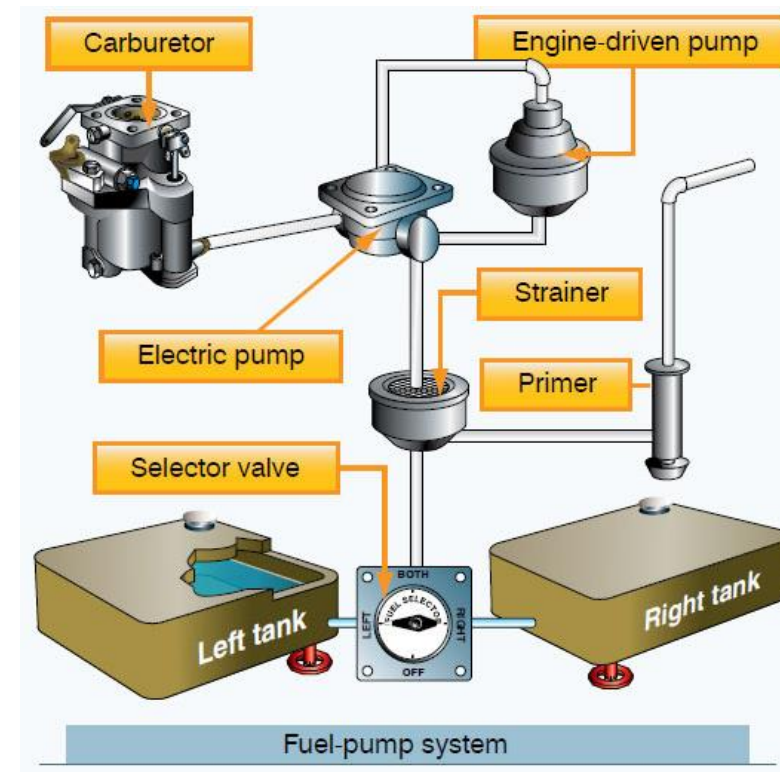 Carburetor
Engine-driven pump
Strainer
Electric pump
Primer
Selector valve
BOTH
FUEL SELECTOR
LEFT
RIGHT
OFF
Left tank
Right tank
Fuel-pump system